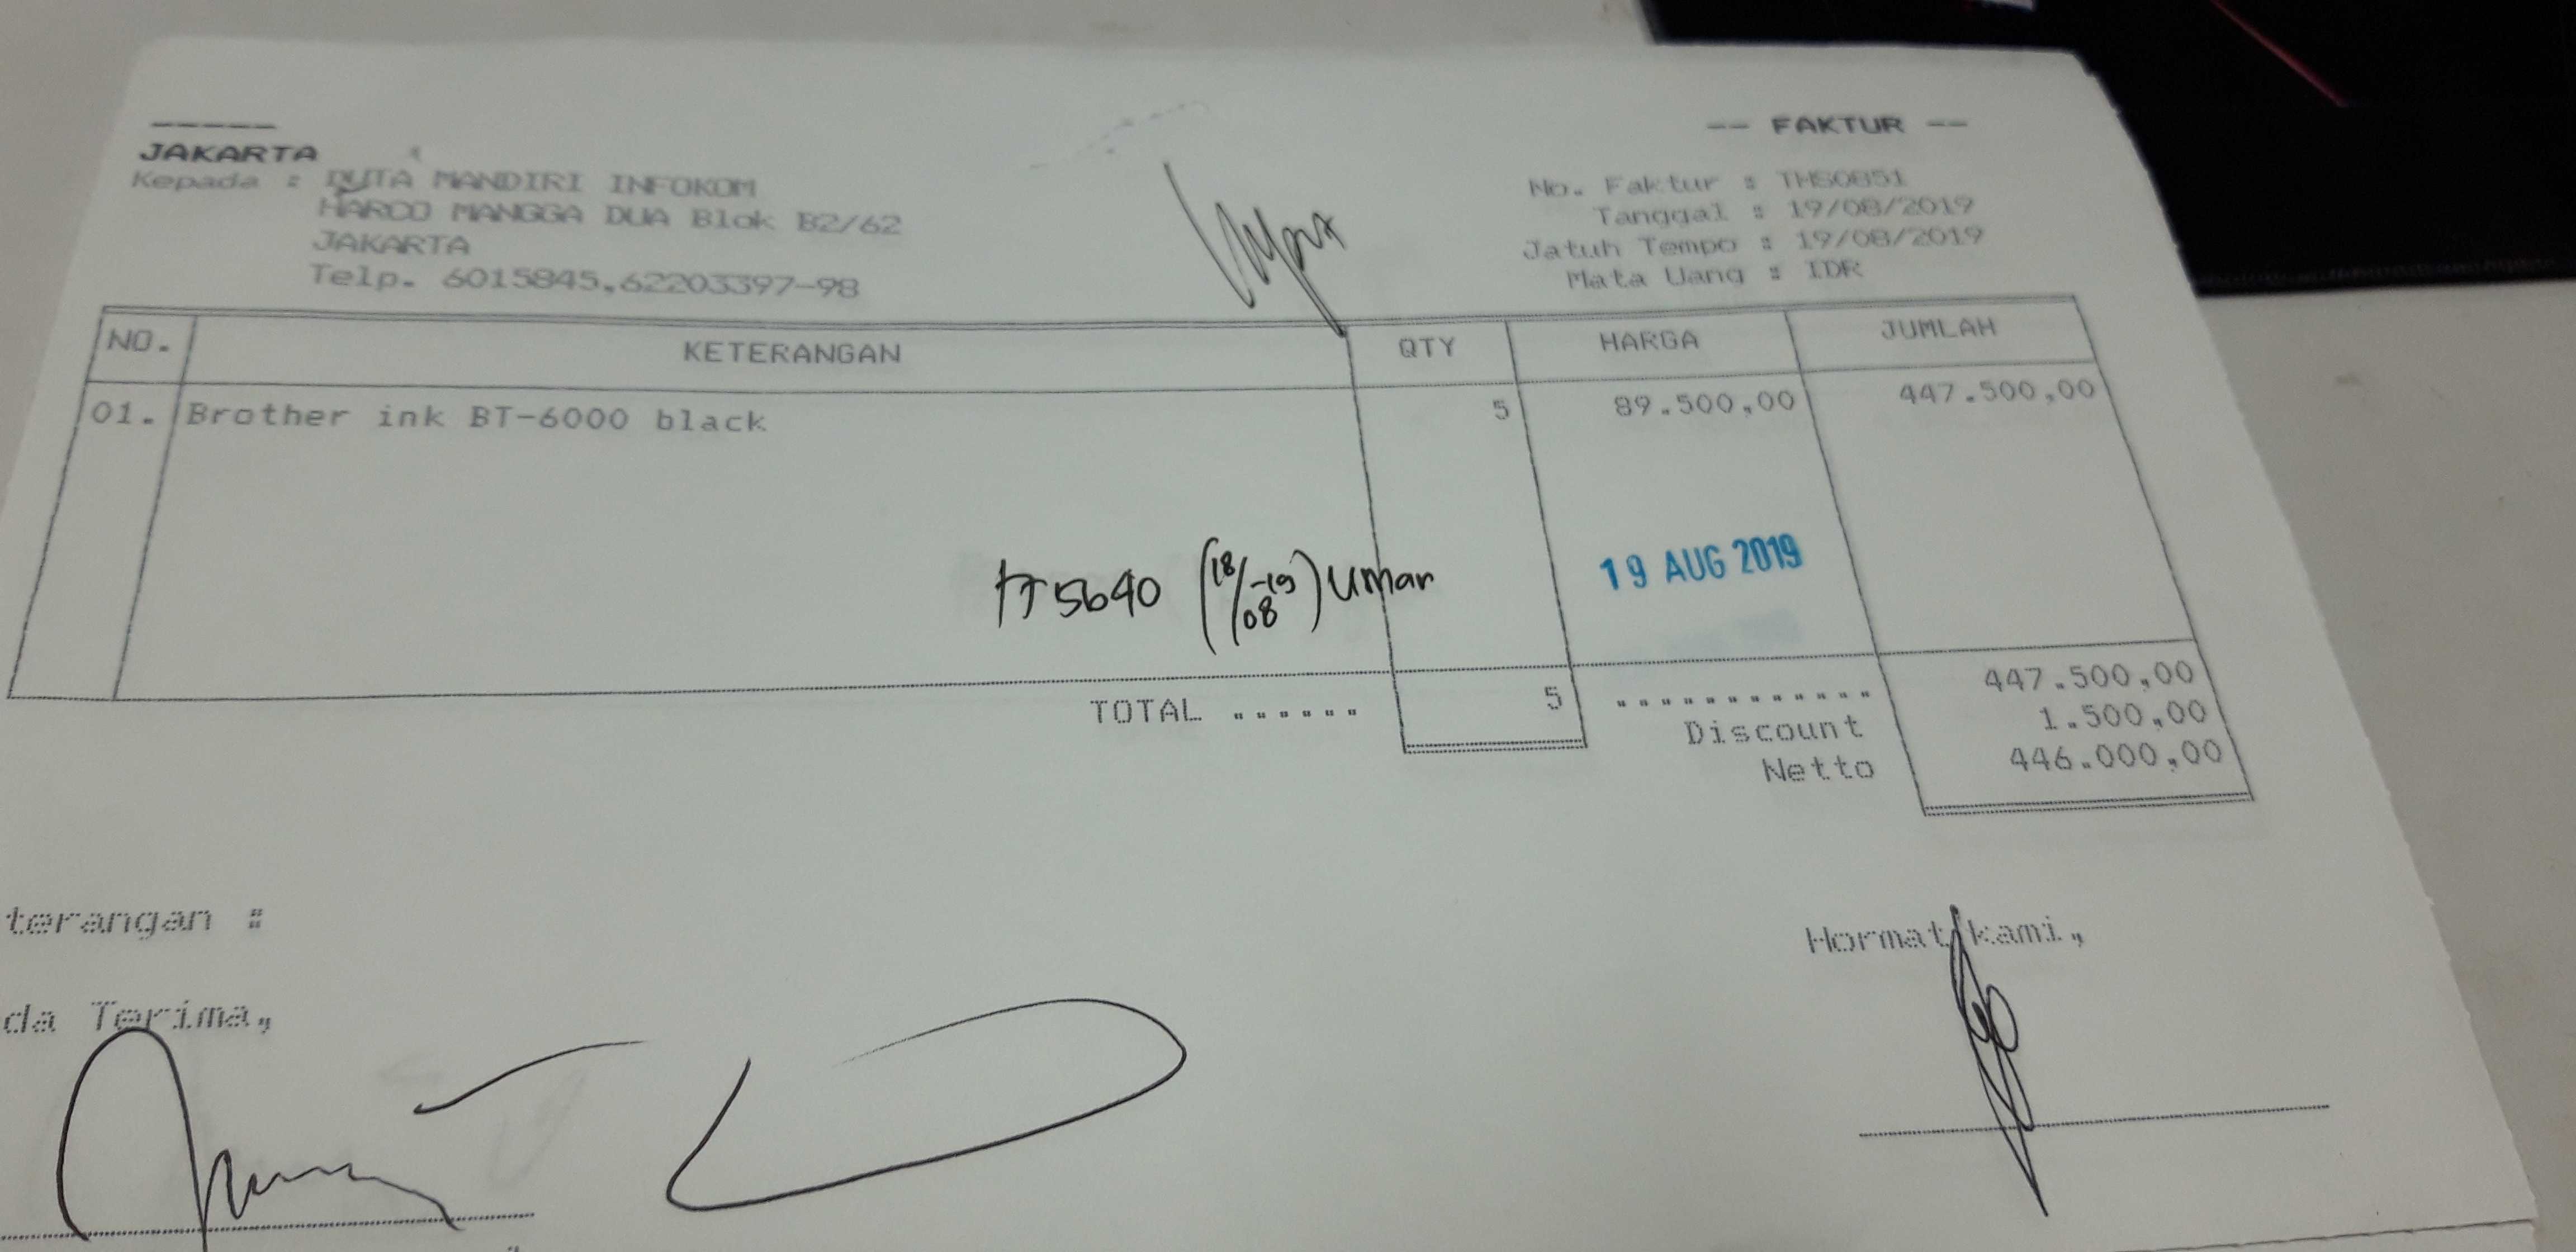 -- FAKTUR --
JAKARTA
Kepada : DUTA MANDIRI INFOKOM
HARCO MANGGA DUA Blok B2/62
JAKARTA
Telp. 6015845,62203397-98
No. Faktur : THS0851
Tanggal : 19/08/2019
Jatuh Tempo : 19/08/2019
Mata Uang : IDR
NO. KETERANGAN QTY HARGA JUMLAH
01. Brother ink BT-6000 black 5 89.500,00 447.500,00
5640 (18/08-19) Umar
19 AUG 2019
TOTAL ...... 5 ............ 447.500,00
Discount 1.500,00
Netto 446.000,00
terangan :
da Terima,
Hormat kami,